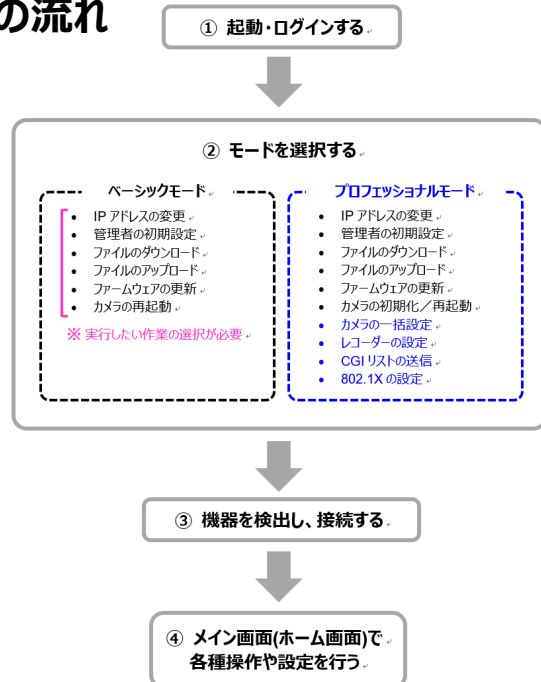 の流れ
① 起動・ログインする
② モードを選択する
ベーシックモード
• IP アドレスの変更
• 管理者の初期設定
• ファイルのダウンロード
• ファイルのアップロード
• ファームウェアの更新
• カメラの再起動
※ 実行したい作業の選択が必要
プロフェッショナルモード
• IP アドレスの変更
• 管理者の初期設定
• ファイルのダウンロード
• ファイルのアップロード
• ファームウェアの更新
• カメラの初期化／再起動
• カメラの一括設定
• レコーダーの設定
• CGI リストの送信
• 802.1X の設定
③ 機器を検出し、接続する
④ メイン画面(ホーム画面)で
各種操作や設定を行う